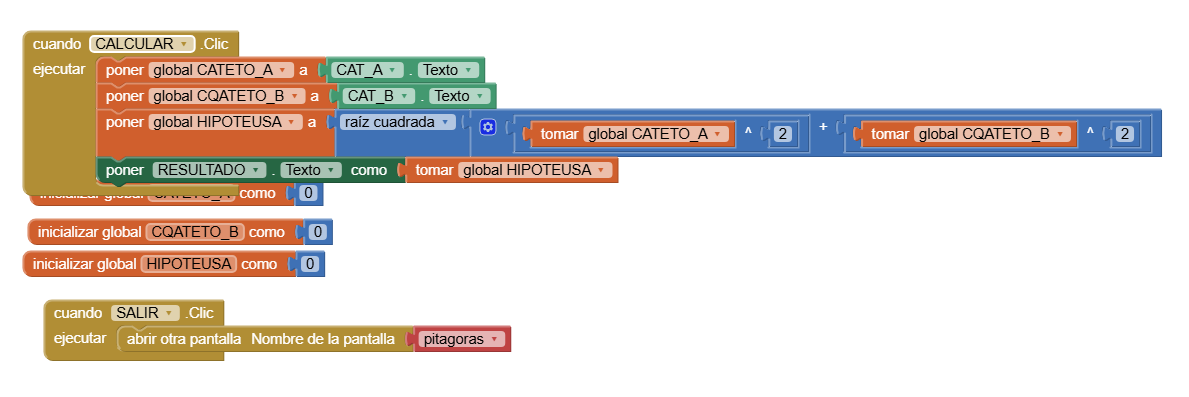 cuando CALCULAR .Clic
ejecutar poner global CATETO_A a CAT_A . Texto
poner global CQATETO_B a CAT_B . Texto
poner global HIPOTEUSA a raíz cuadrada tomar global CATETO_A ^ 2 + tomar global CQATETO_B ^ 2
poner RESULTADO . Texto como tomar global HIPOTEUSA
inicializar global CATETO_A como 0
inicializar global CQATETO_B como 0
inicializar global HIPOTEUSA como 0
cuando SALIR .Clic
ejecutar abrir otra pantalla Nombre de la pantalla pitagoras